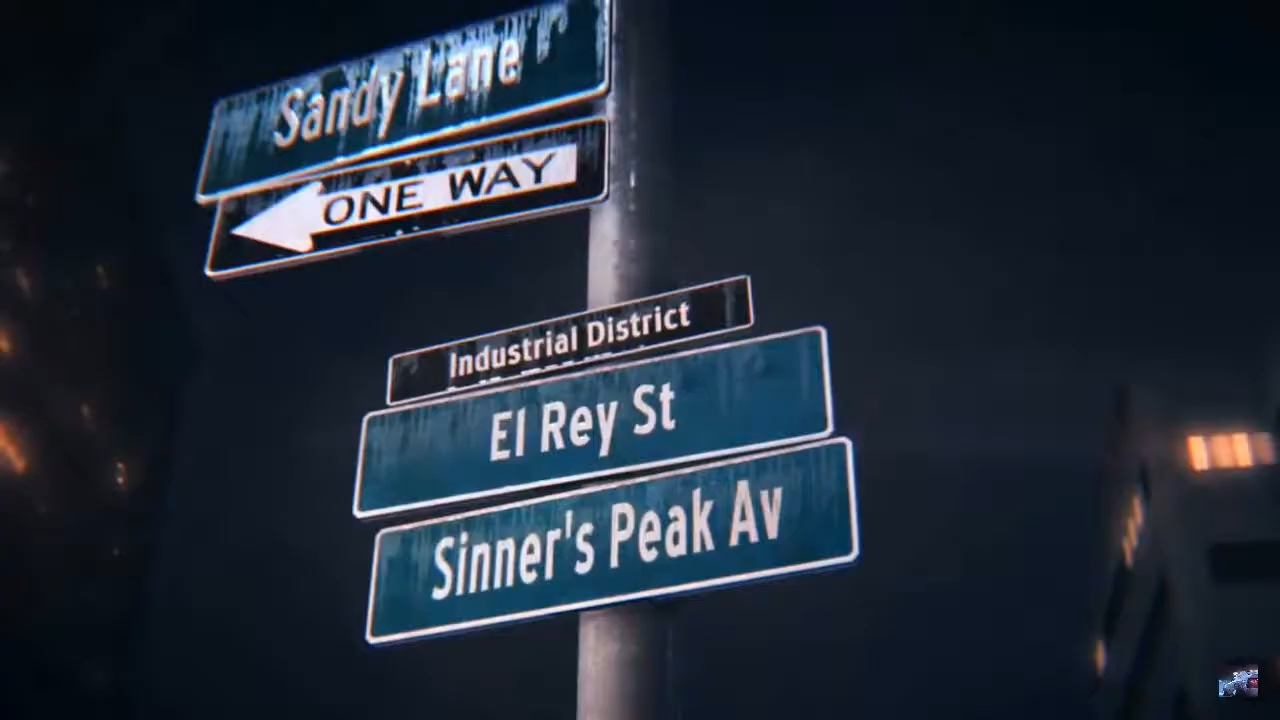 Sandy Lane
ONE WAY
Industrial District
El Rey St
Sinner's Peak Av